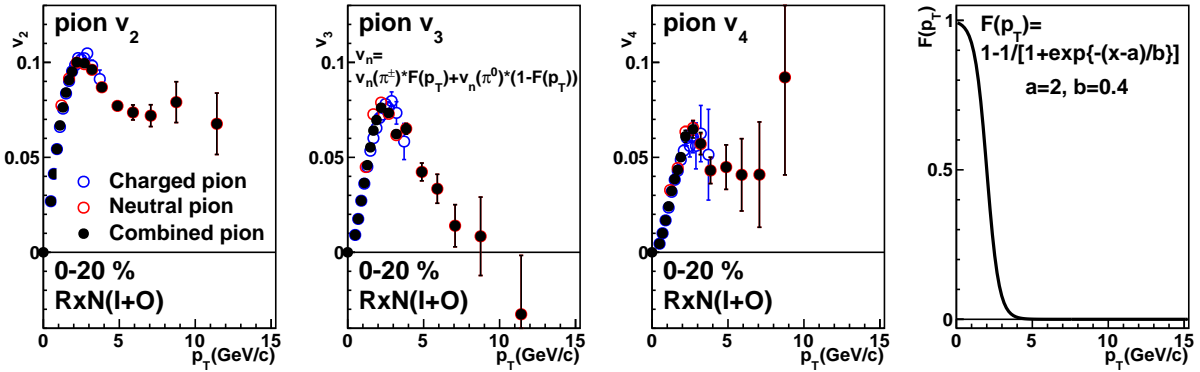 pion v2
v2
0.1
0.05
0
Charged pion
Neutral pion
Combined pion
0-20 %
RxN(I+O)
0 5 10 15
pT(GeV/c)
pion v3
v3
vn=
vn(π±)*F(pT)+vn(π0)*(1-F(pT))
0.1
0.05
0
0-20 %
RxN(I+O)
0 5 10 15
pT(GeV/c)
pion v4
v4
0.1
0.05
0
0-20 %
RxN(I+O)
0 5 10 15
pT(GeV/c)
F(pT)
F(pT)=
1-1/[1+exp{-(x-a)/b}]
a=2, b=0.4
1
0.5
0
0 5 10 15
pT(GeV/c)